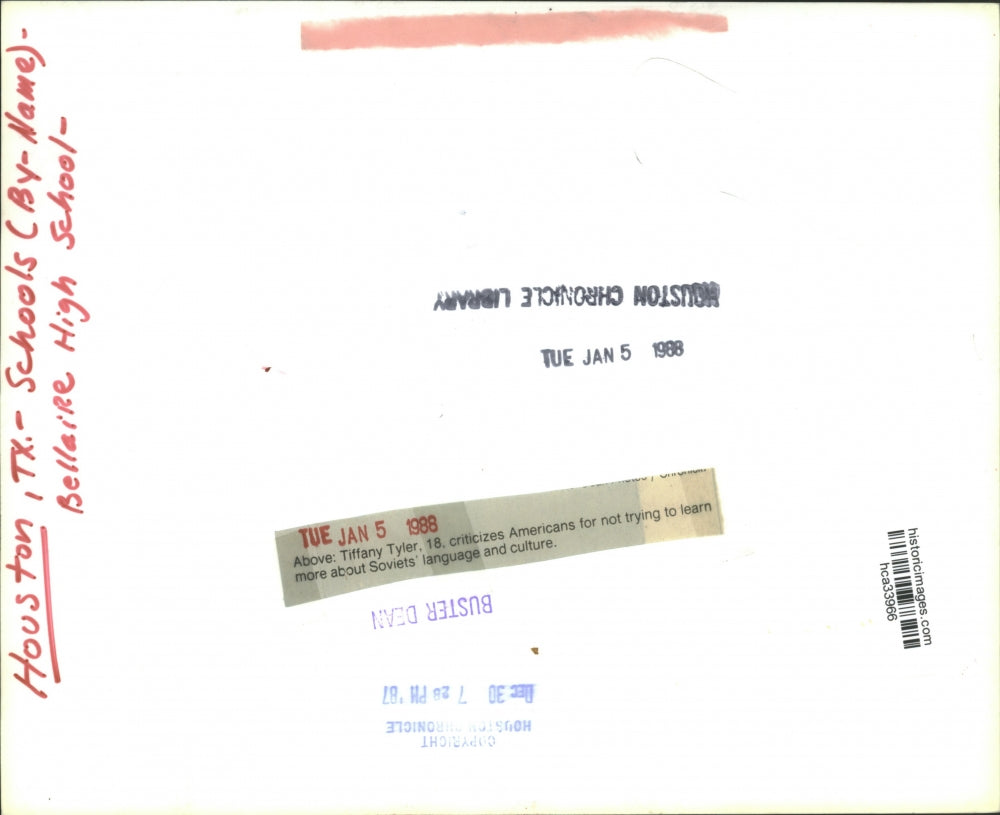 Houston, TX.- Schools (By-Name)-
Bellaire High School-
HOUSTON CHRONICLE LIBRARY
TUE JAN 5 1988
TUE JAN 5 1988
Above: Tiffany Tyler, 18, criticizes Americans for not trying to learn
more about Soviets' language and culture.
BUSTER DEAN
COPYRIGHT
HOUSTON CHRONICLE
DEC 30 7 28 PM '87
historicimages.com
hca33966